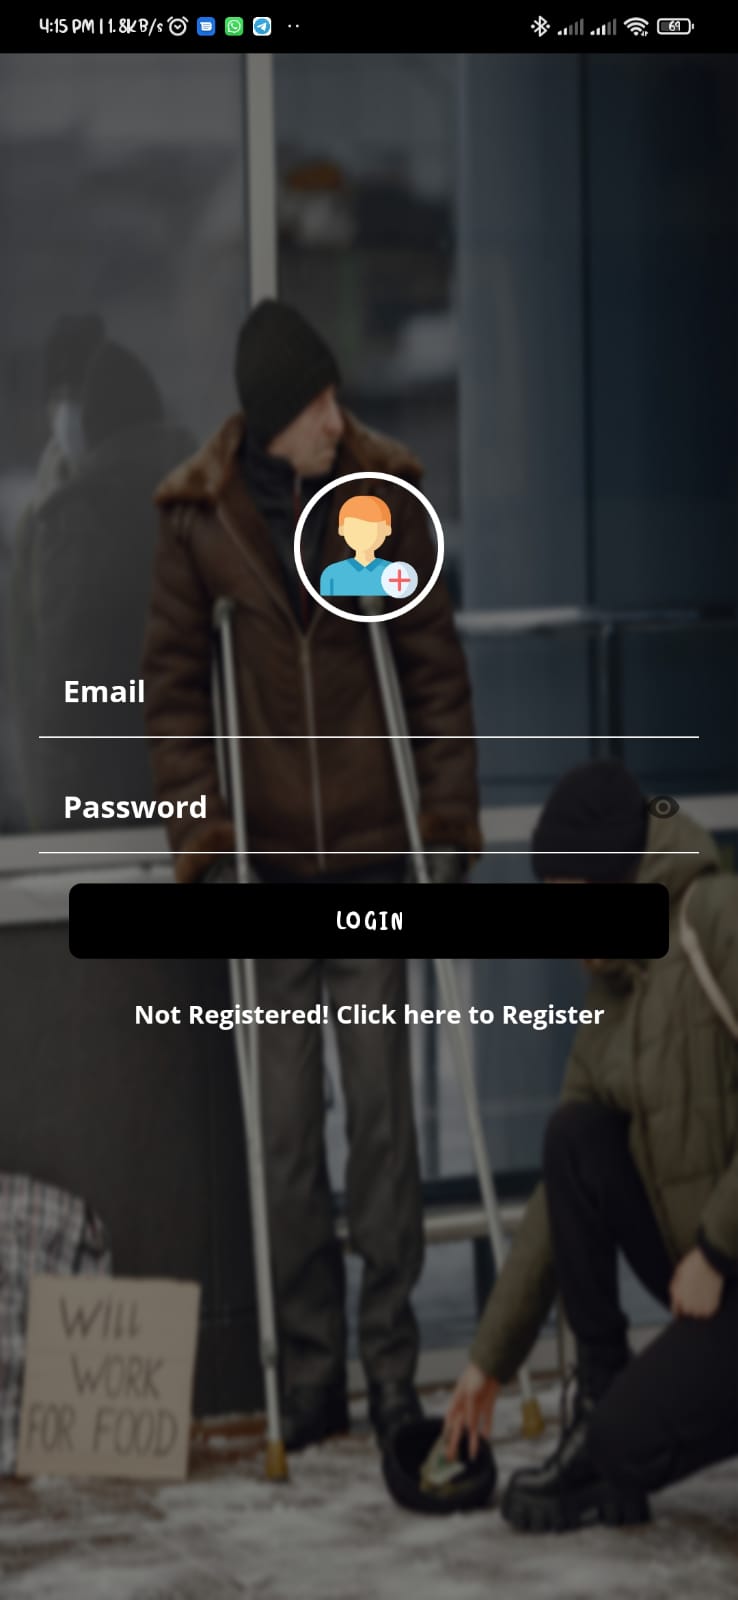 4:15 PM | 1.8KB/s
69
Email
Password
LOGIN
Not Registered! Click here to Register
WILL
WORK
FOR FOOD